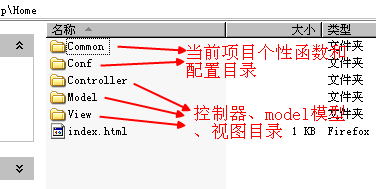 p\Home
名称 大小 类型
Common 文件夹
当前项目个性函数和
Conf 文件夹
配置目录
Controller 文件夹
Model 文件夹
控制器、model模型
View 文件夹
、视图目录
index.html 1 KB Firefox